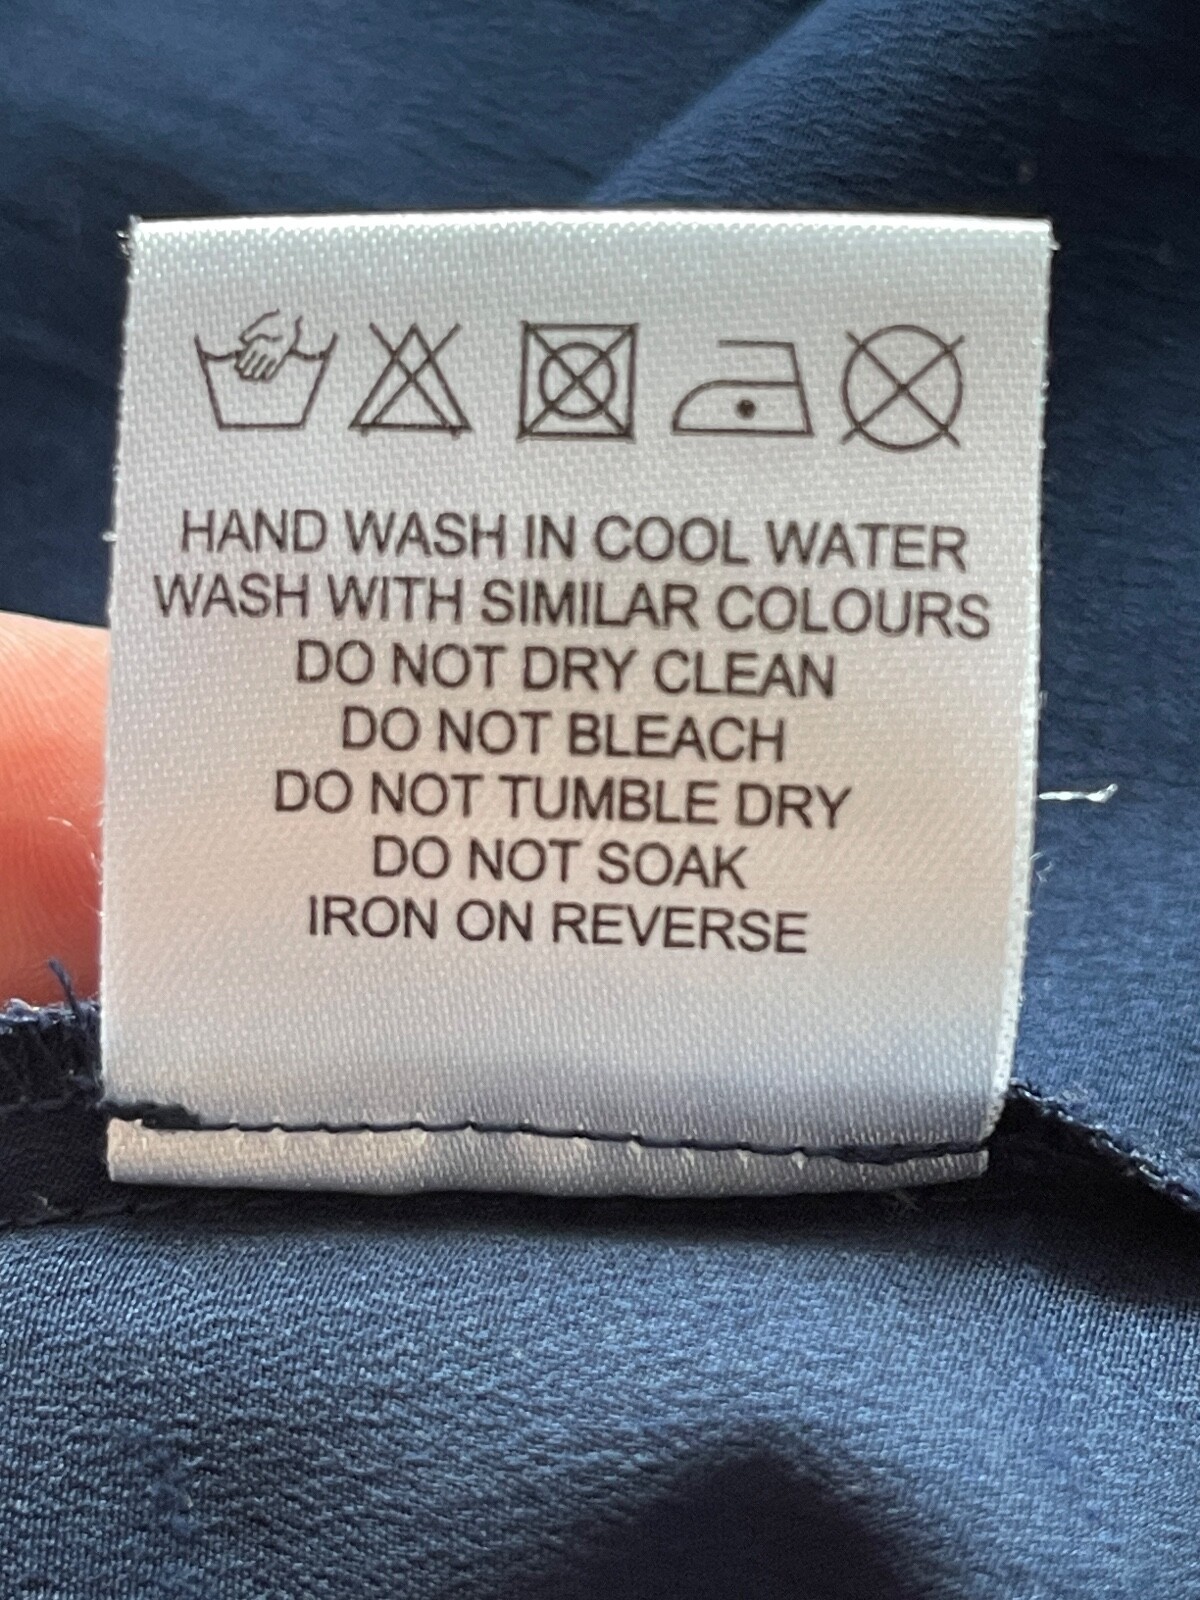 HAND WASH IN COOL WATER
WASH WITH SIMILAR COLOURS
DO NOT DRY CLEAN
DO NOT BLEACH
DO NOT TUMBLE DRY
DO NOT SOAK
IRON ON REVERSE